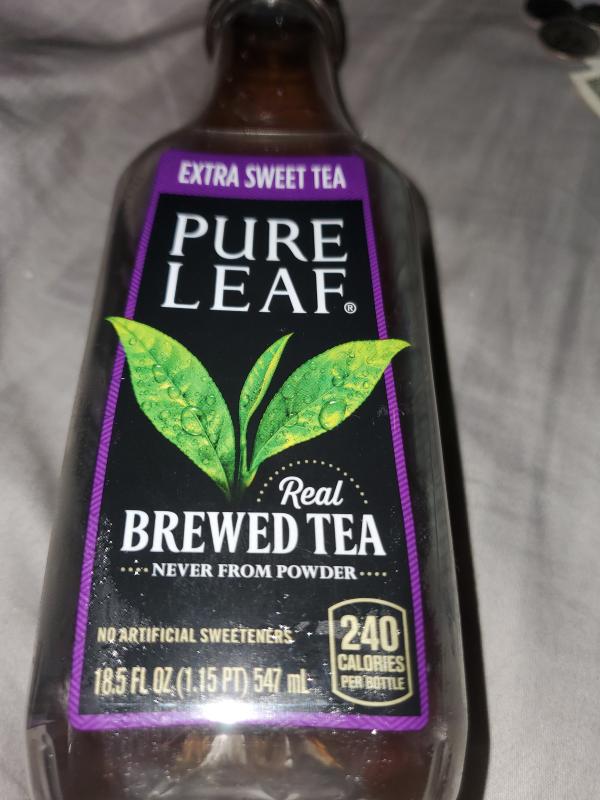 EXTRA SWEET TEA
PURE
LEAF®
Real
BREWED TEA
NEVER FROM POWDER
NO ARTIFICIAL SWEETENERS
18.5 FL OZ (1.15 PT) 547 mL
240
CALORIES
PER BOTTLE